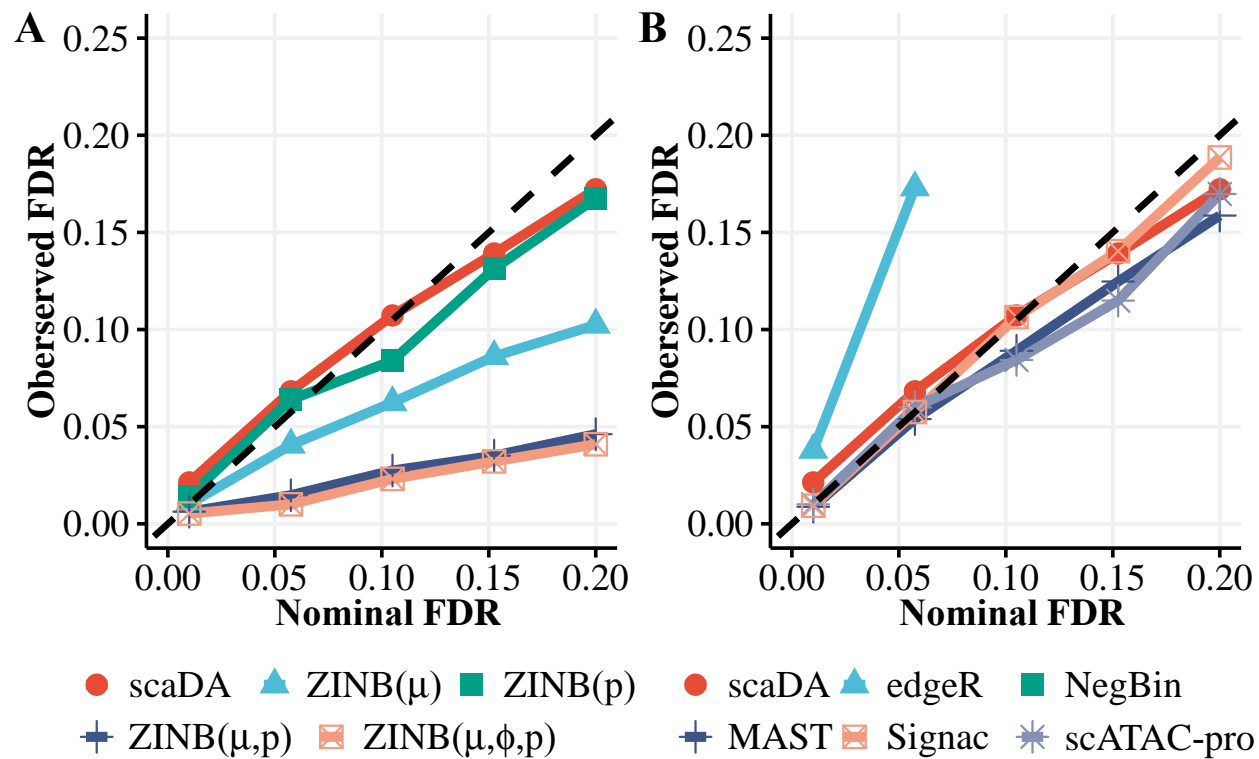 A
B
0.25
0.20
0.15
0.10
0.05
0.00
Oberserved FDR
0.00 0.05 0.10 0.15 0.20
Nominal FDR
0.25
0.20
0.15
0.10
0.05
0.00
Oberserved FDR
0.00 0.05 0.10 0.15 0.20
Nominal FDR
scaDA ZINB(μ) ZINB(p)
ZINB(μ,p) ZINB(μ,ϕ,p)
scaDA edgeR NegBin
MAST Signac scATAC-pro